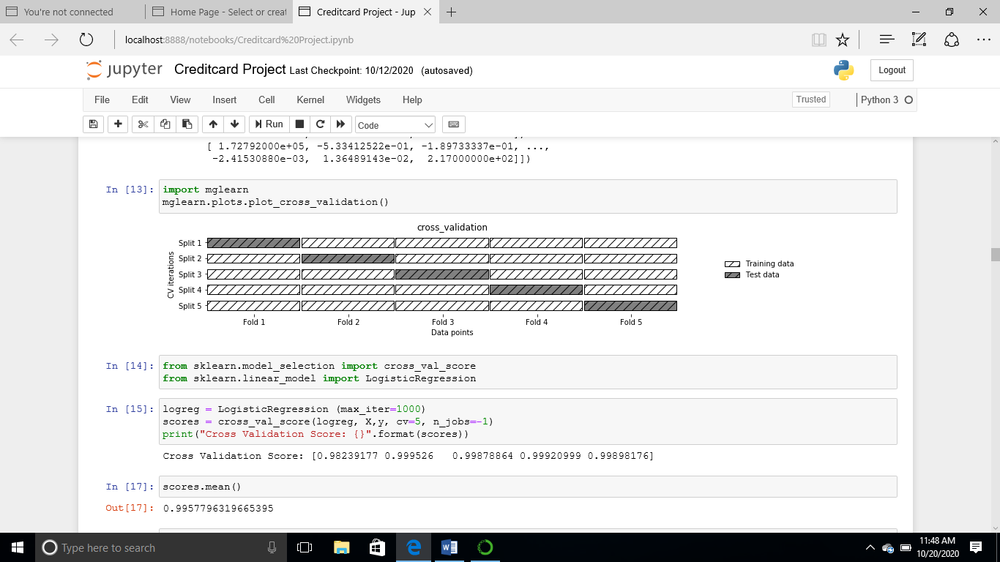 You're not connected
Home Page - Select or creat
Creditcard Project - Jup
localhost:8888/notebooks/Creditcard%20Project.ipynb
jupyter Creditcard Project Last Checkpoint: 10/12/2020 (autosaved)
Logout
File Edit View Insert Cell Kernel Widgets Help
Trusted Python 3
Run Code
[ 1.72792000e+05, -5.33412522e-01, -1.89733337e-01, ...,
-2.41530880e-03, 1.36489143e-02, 2.17000000e+02]])
In [13]: import mglearn
mglearn.plots.plot_cross_validation()
cross_validation
CV iterations
Split 1
Split 2
Split 3
Split 4
Split 5
Fold 1 Fold 2 Fold 3 Fold 4 Fold 5
Data points
Training data
Test data
In [14]: from sklearn.model_selection import cross_val_score
from sklearn.linear_model import LogisticRegression
In [15]: logreg = LogisticRegression (max_iter=1000)
scores = cross_val_score(logreg, X,y, cv=5, n_jobs=-1)
print("Cross Validation Score: {}".format(scores))
Cross Validation Score: [0.98239177 0.999526   0.99878864 0.99920999 0.99898176]
In [17]: scores.mean()
Out[17]: 0.9957796319665395
Type here to search
11:48 AM
10/20/2020